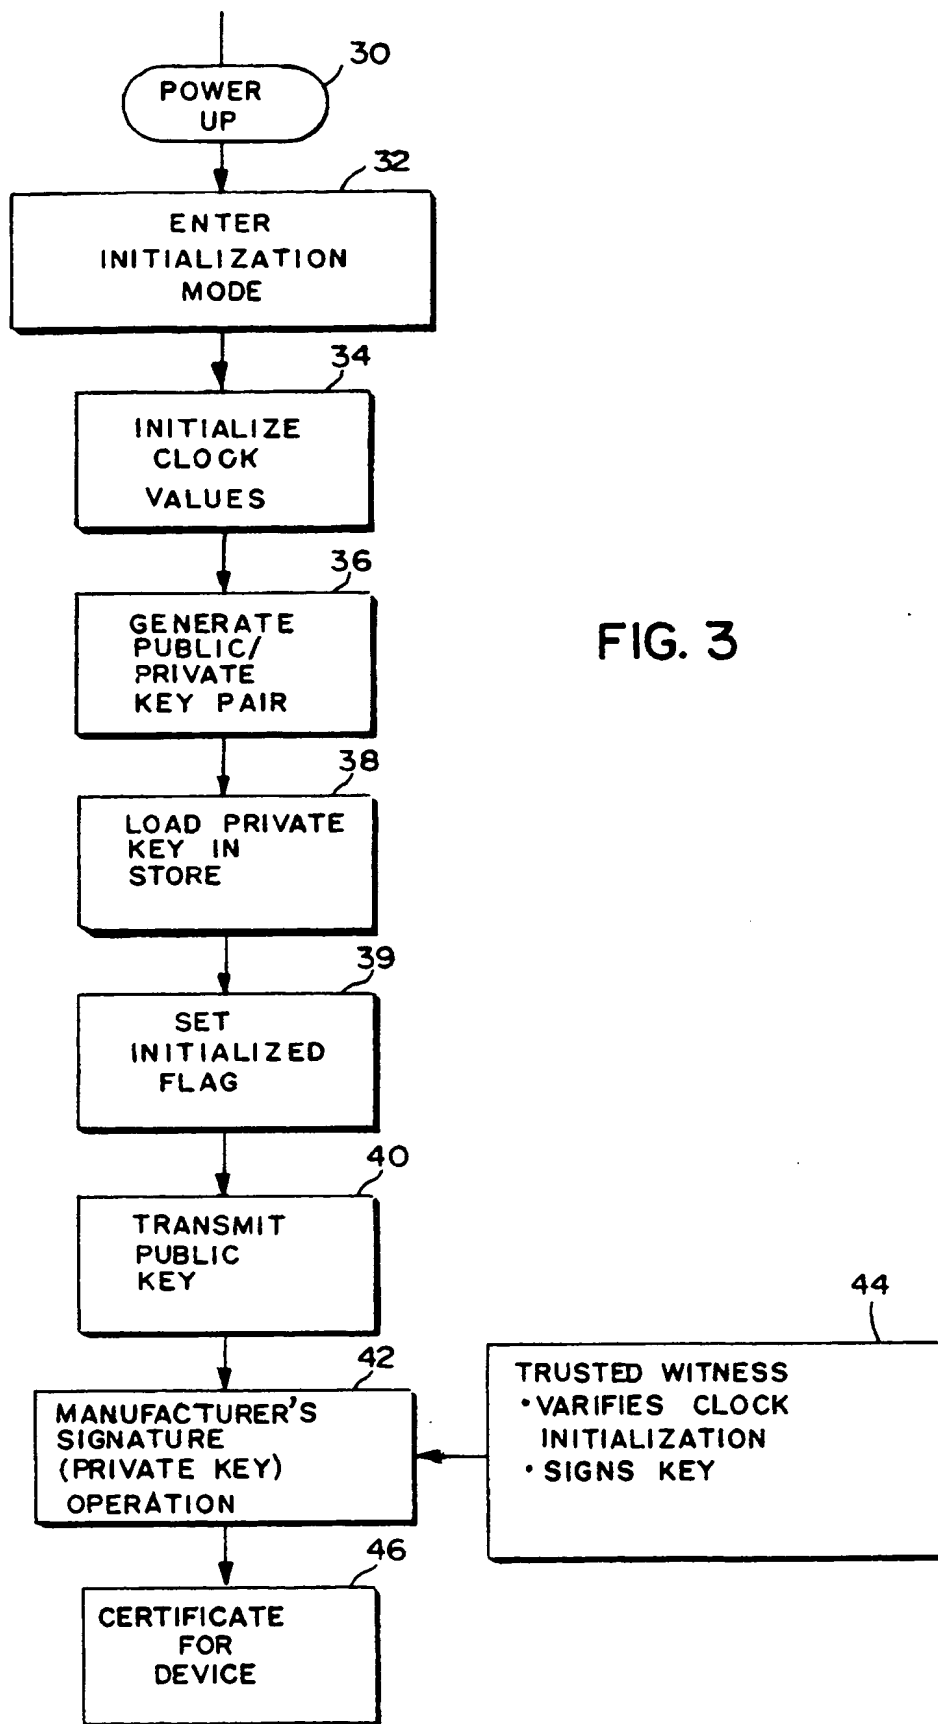 30
POWER
UP
32
ENTER
INITIALIZATION
MODE
34
INITIALIZE
CLOCK
VALUES
36
GENERATE
PUBLIC/
PRIVATE
KEY PAIR
FIG. 3
38
LOAD PRIVATE
KEY IN
STORE
39
SET
INITIALIZED
FLAG
40
TRANSMIT
PUBLIC
KEY
42
MANUFACTURER'S
SIGNATURE
(PRIVATE KEY)
OPERATION
44
TRUSTED WITNESS
• VARIFIES CLOCK
INITIALIZATION
• SIGNS KEY
46
CERTIFICATE
FOR
DEVICE